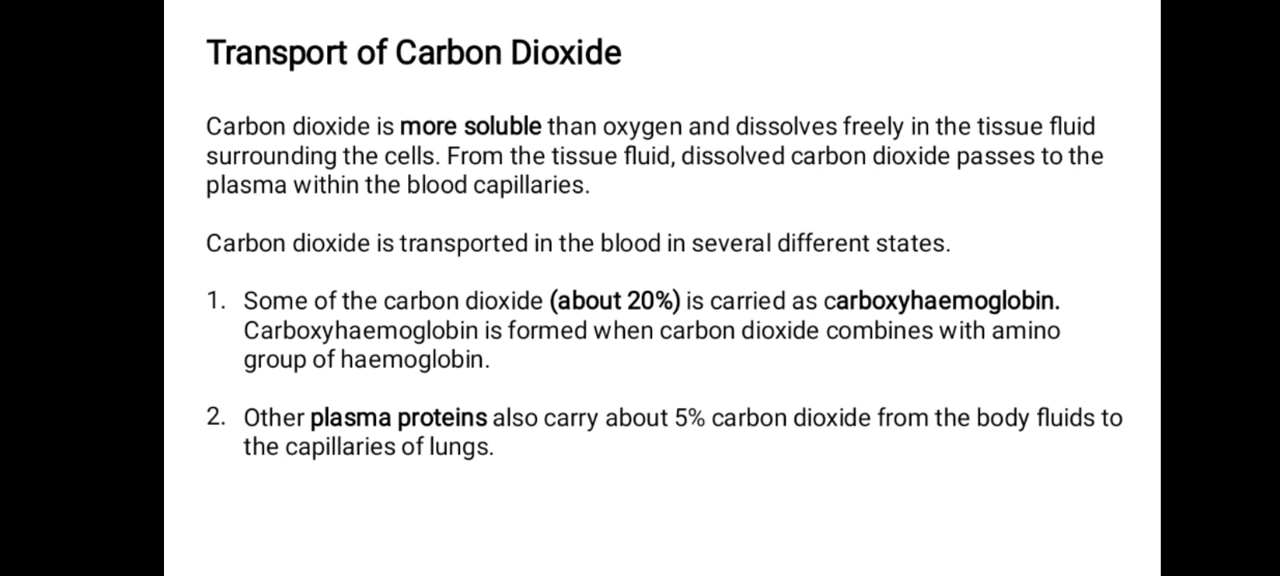 Transport of Carbon Dioxide
Carbon dioxide is more soluble than oxygen and dissolves freely in the tissue fluid
surrounding the cells. From the tissue fluid, dissolved carbon dioxide passes to the
plasma within the blood capillaries.
Carbon dioxide is transported in the blood in several different states.
1. Some of the carbon dioxide (about 20%) is carried as carboxyhaemoglobin.
Carboxyhaemoglobin is formed when carbon dioxide combines with amino
group of haemoglobin.
2. Other plasma proteins also carry about 5% carbon dioxide from the body fluids to
the capillaries of lungs.